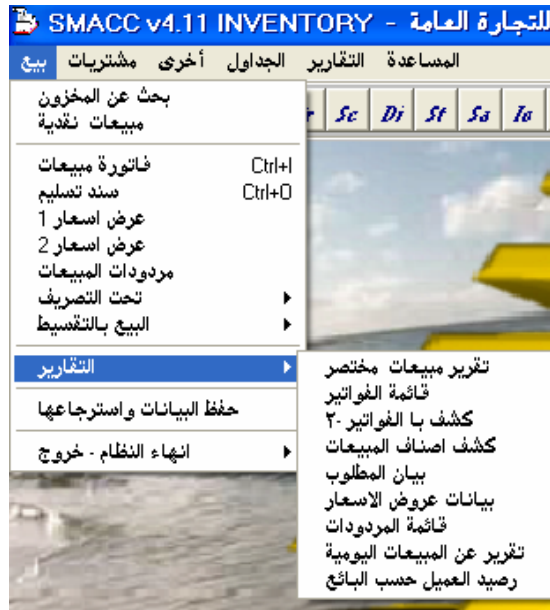 SMACC v4.11 INVENTORY - للتجارة العامة
بيع مشتريات أخرى الجداول التقارير المساعدة
Sc Di St Sa
بحث عن المخزون
مبيعات نقدية
فاتورة مبيعات Ctrl+I
سند تسليم Ctrl+O
عرض اسعار 1
عرض اسعار 2
مردودات المبيعات
تحت التصريف
البيع بالتقسيط
التقارير
حفظ البيانات واسترجاعها
انهاء النظام - خروج
تقرير مبيعات مختصر
قائمة الفواتير
كشف با الفواتير -٢
كشف اصناف المبيعات
بيان المطلوب
بيانات عروض الاسعار
قائمة المردودات
تقرير عن المبيعات اليومية
رصيد العميل حسب البائع